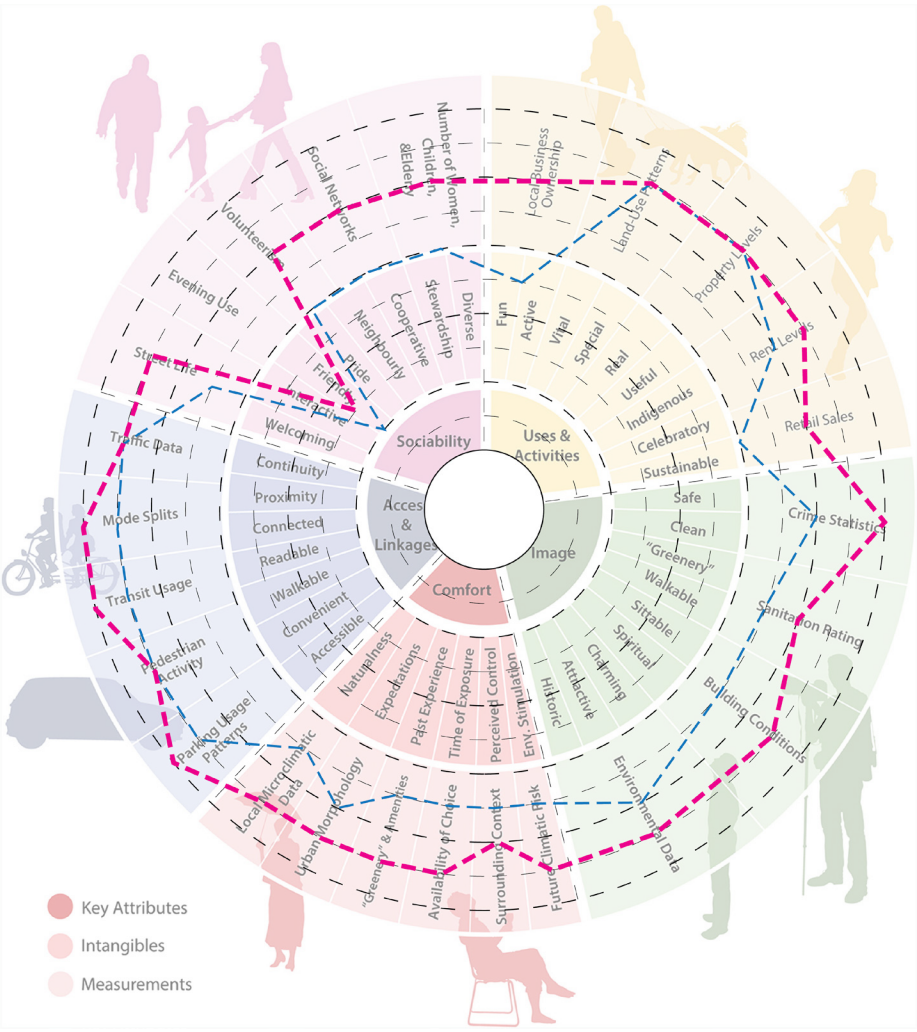 Number of Women,
Children,
&Elderly
Social Networks
Volunteerism
Evening Use
Street Life
Local Business
Ownership
Land-Use Patterns
Property Levels
Rent Levels
Retail Sales
Diverse
Stewardship
Cooperative
Neighbourly
Pride
Friendly
Interactive
Welcoming
Fun
Active
Vital
Special
Real
Useful
Indigenous
Celebratory
Sustainable
Sociability
Uses &
Activities
Acces
&
Linkages
Image
Comfort
Traffic Data
Mode Splits
Transit Usage
Pedestrian
Activity
Parking Usage
Patterns
Continuity
Proximity
Connected
Readable
Walkable
Convenient
Accessible
Safe
Clean
"Greenery"
Walkable
Sittable
Spiritual
Charming
Attractive
Historic
Crime Statistics
Sanitation Rating
Building Conditions
Environmental Data
Naturalness
Expectations
Past Experience
Time of Exposure
Perceived Control
Env. Stimulation
Local Microclimatic
Data
Urban Morphology
"Greenery" & Amenities
Availability of Choice
Surrounding Context
Future Climatic Risk
Key Attributes
Intangibles
Measurements